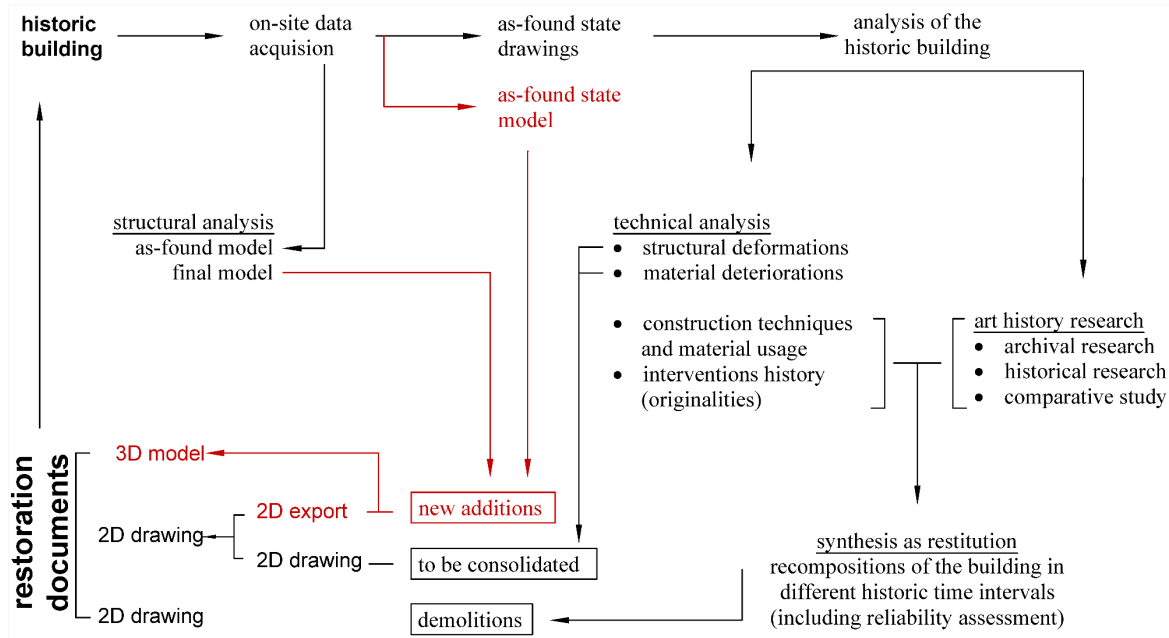 historic
building
on-site data
acquision
as-found state
drawings
analysis of the
historic building
as-found state
model
structural analysis
as-found model
final model
technical analysis
• structural deformations
• material deteriorations
• construction techniques
and material usage
• interventions history
(originalities)
art history research
• archival research
• historical research
• comparative study
restoration
documents
3D model
2D export
new additions
2D drawing
2D drawing
to be consolidated
2D drawing
demolitions
synthesis as restitution
recompositions of the building in
different historic time intervals
(including reliability assessment)